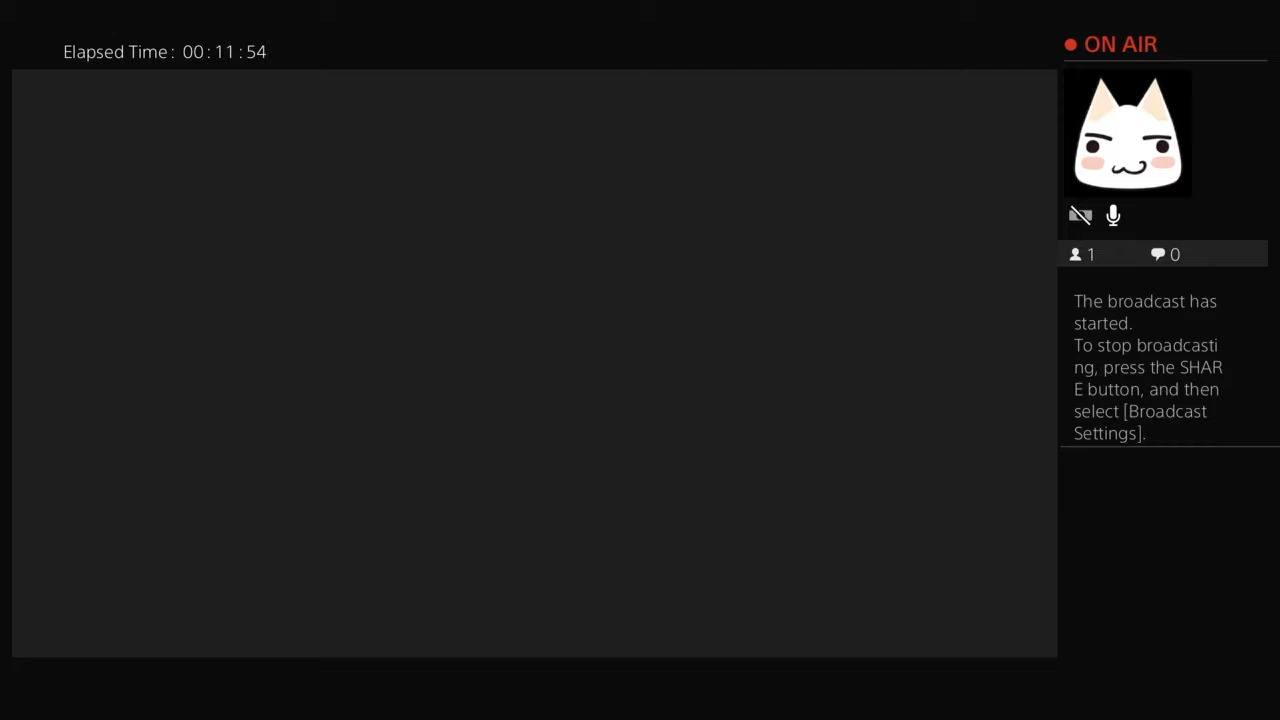 Elapsed Time: 00:11:54
ON AIR
1 0
The broadcast has
started.
To stop broadcasti
ng, press the SHAR
E button, and then
select [Broadcast
Settings].